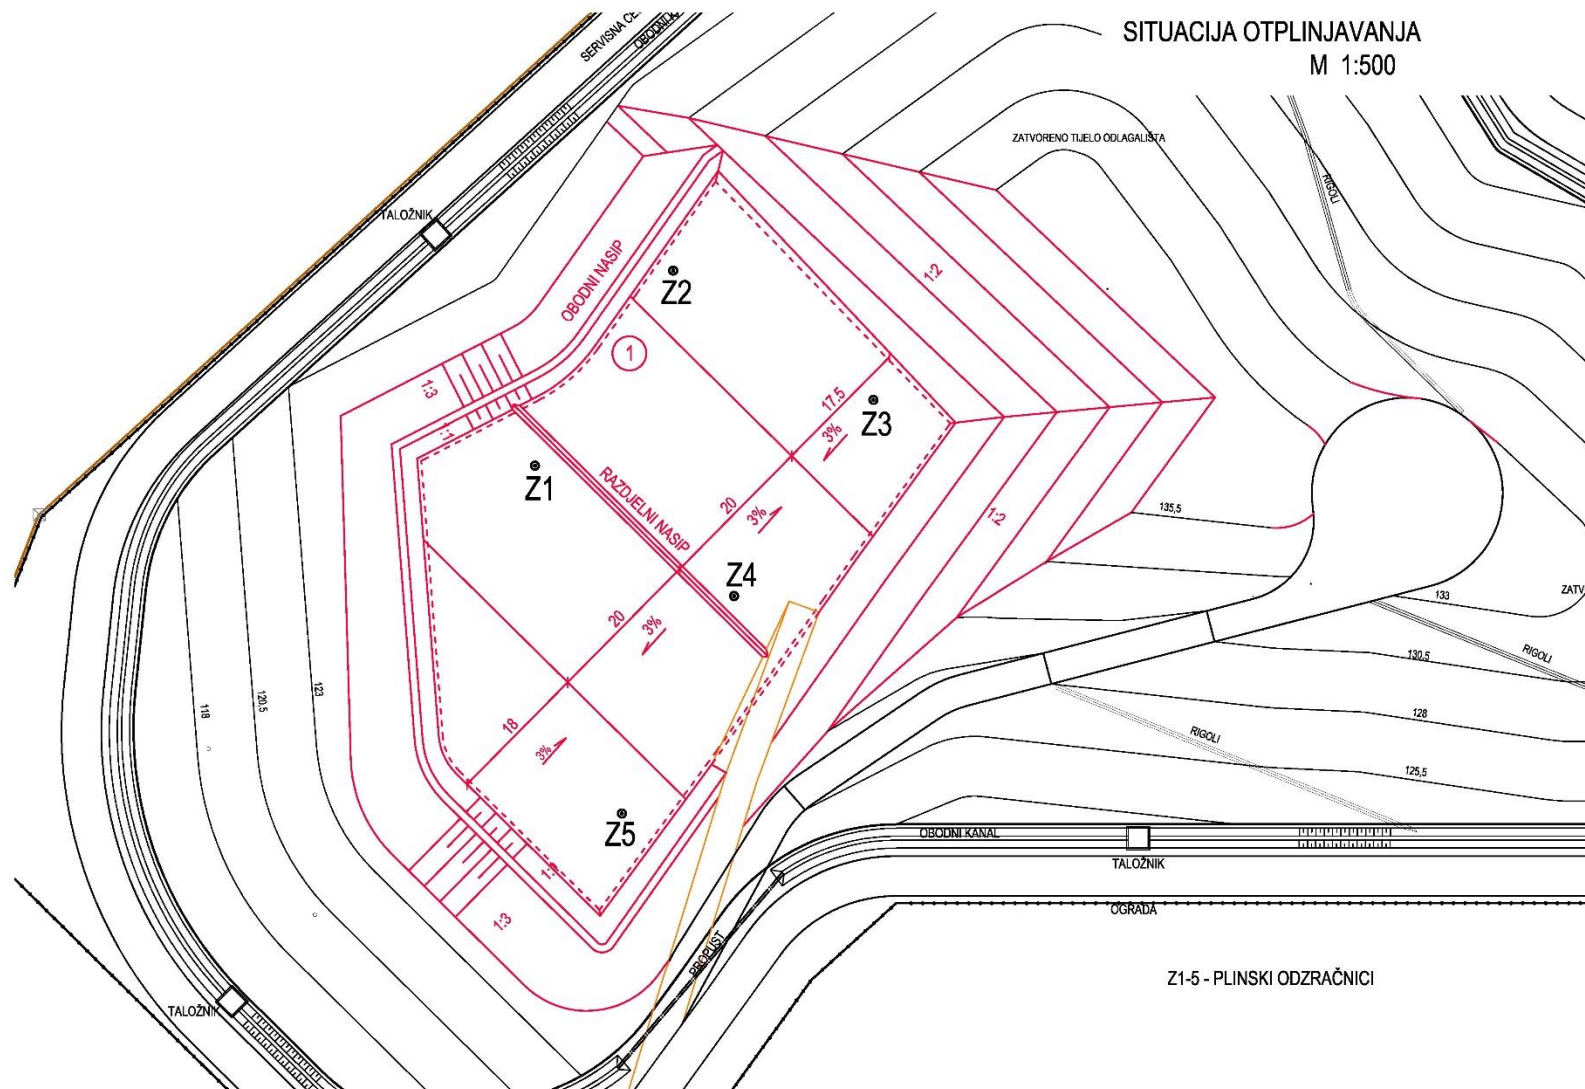 SITUACIJA OTPLINJAVANJA
M 1:500
SERVISNA
ZATVORENO TIJELO ODLAGALIŠTA
RIGOLI
TALOŽNIK
OBODNI NASIP
1:2
Z2
1
1:3
17.5
3%
Z3
1:1
Z1
RAZDJELNI NASIP
20
3%
1:2
135,5
Z4
133
20
3%
RIGOLI
130,5
118
120,5
123
128
18
3%
RIGOLI
125,5
Z5
OBODNI KANAL
TALOŽNIK
1:3
OGRADA
PROPUST
Z1-5 - PLINSKI ODZRAČNICI
TALOŽNIK